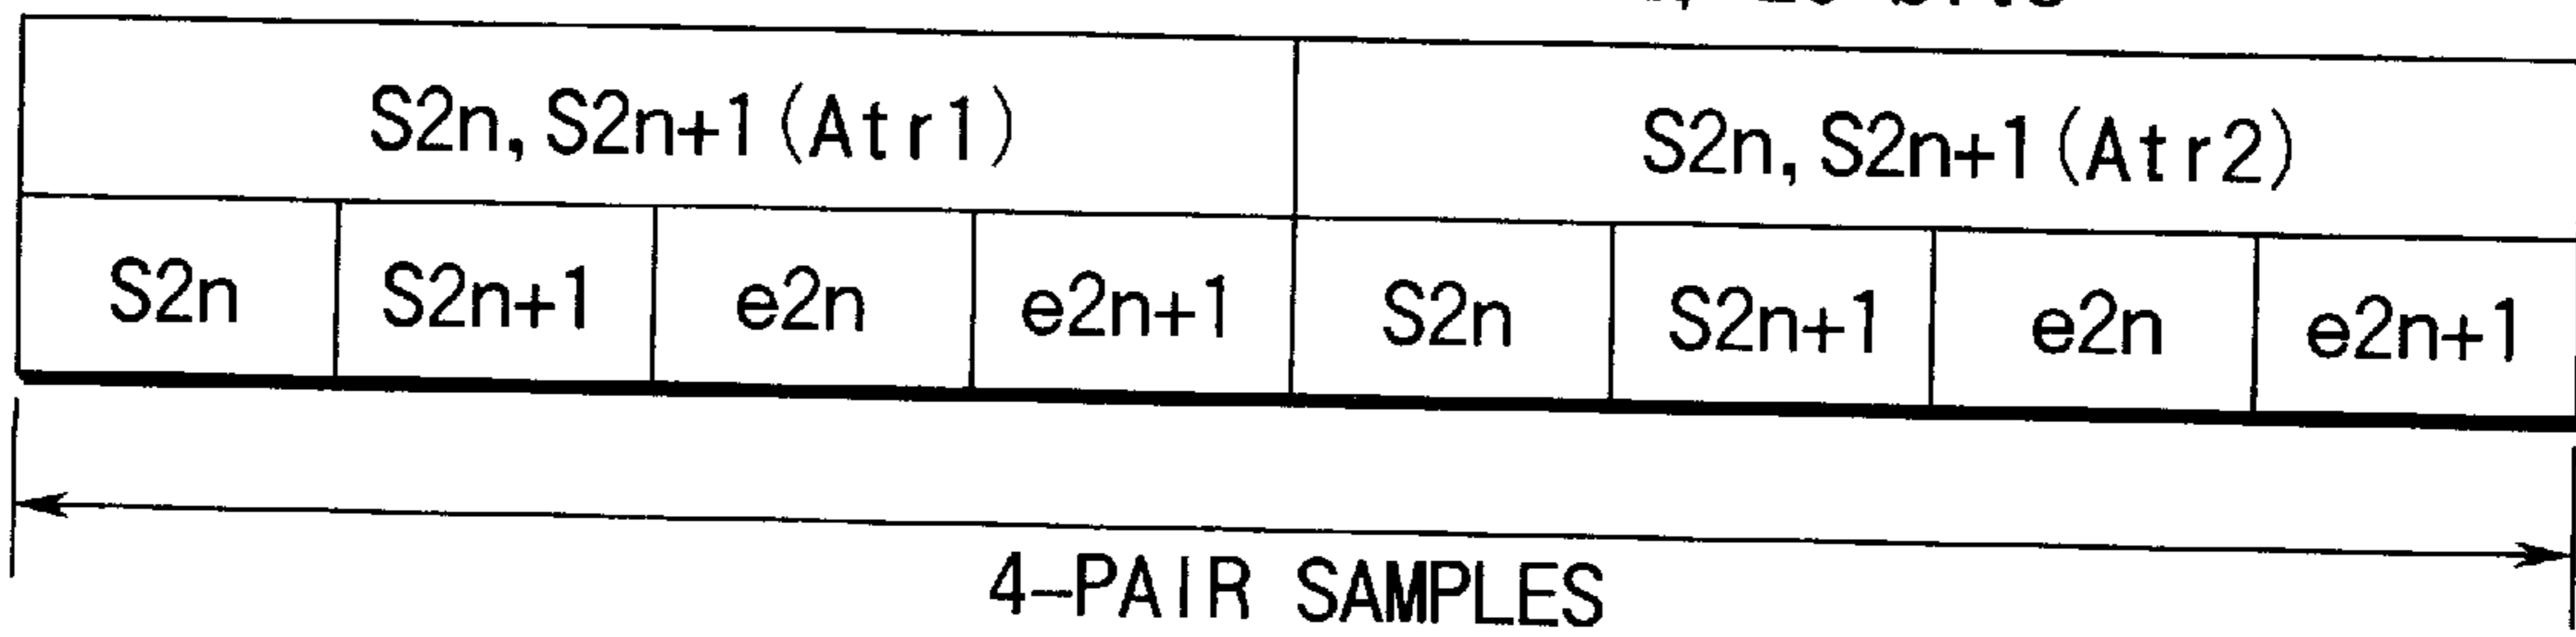 S2n, S2n+1 (Atr1) S2n, S2n+1 (Atr2)
S2n S2n+1 e2n e2n+1 S2n S2n+1 e2n e2n+1
4-PAIR SAMPLES